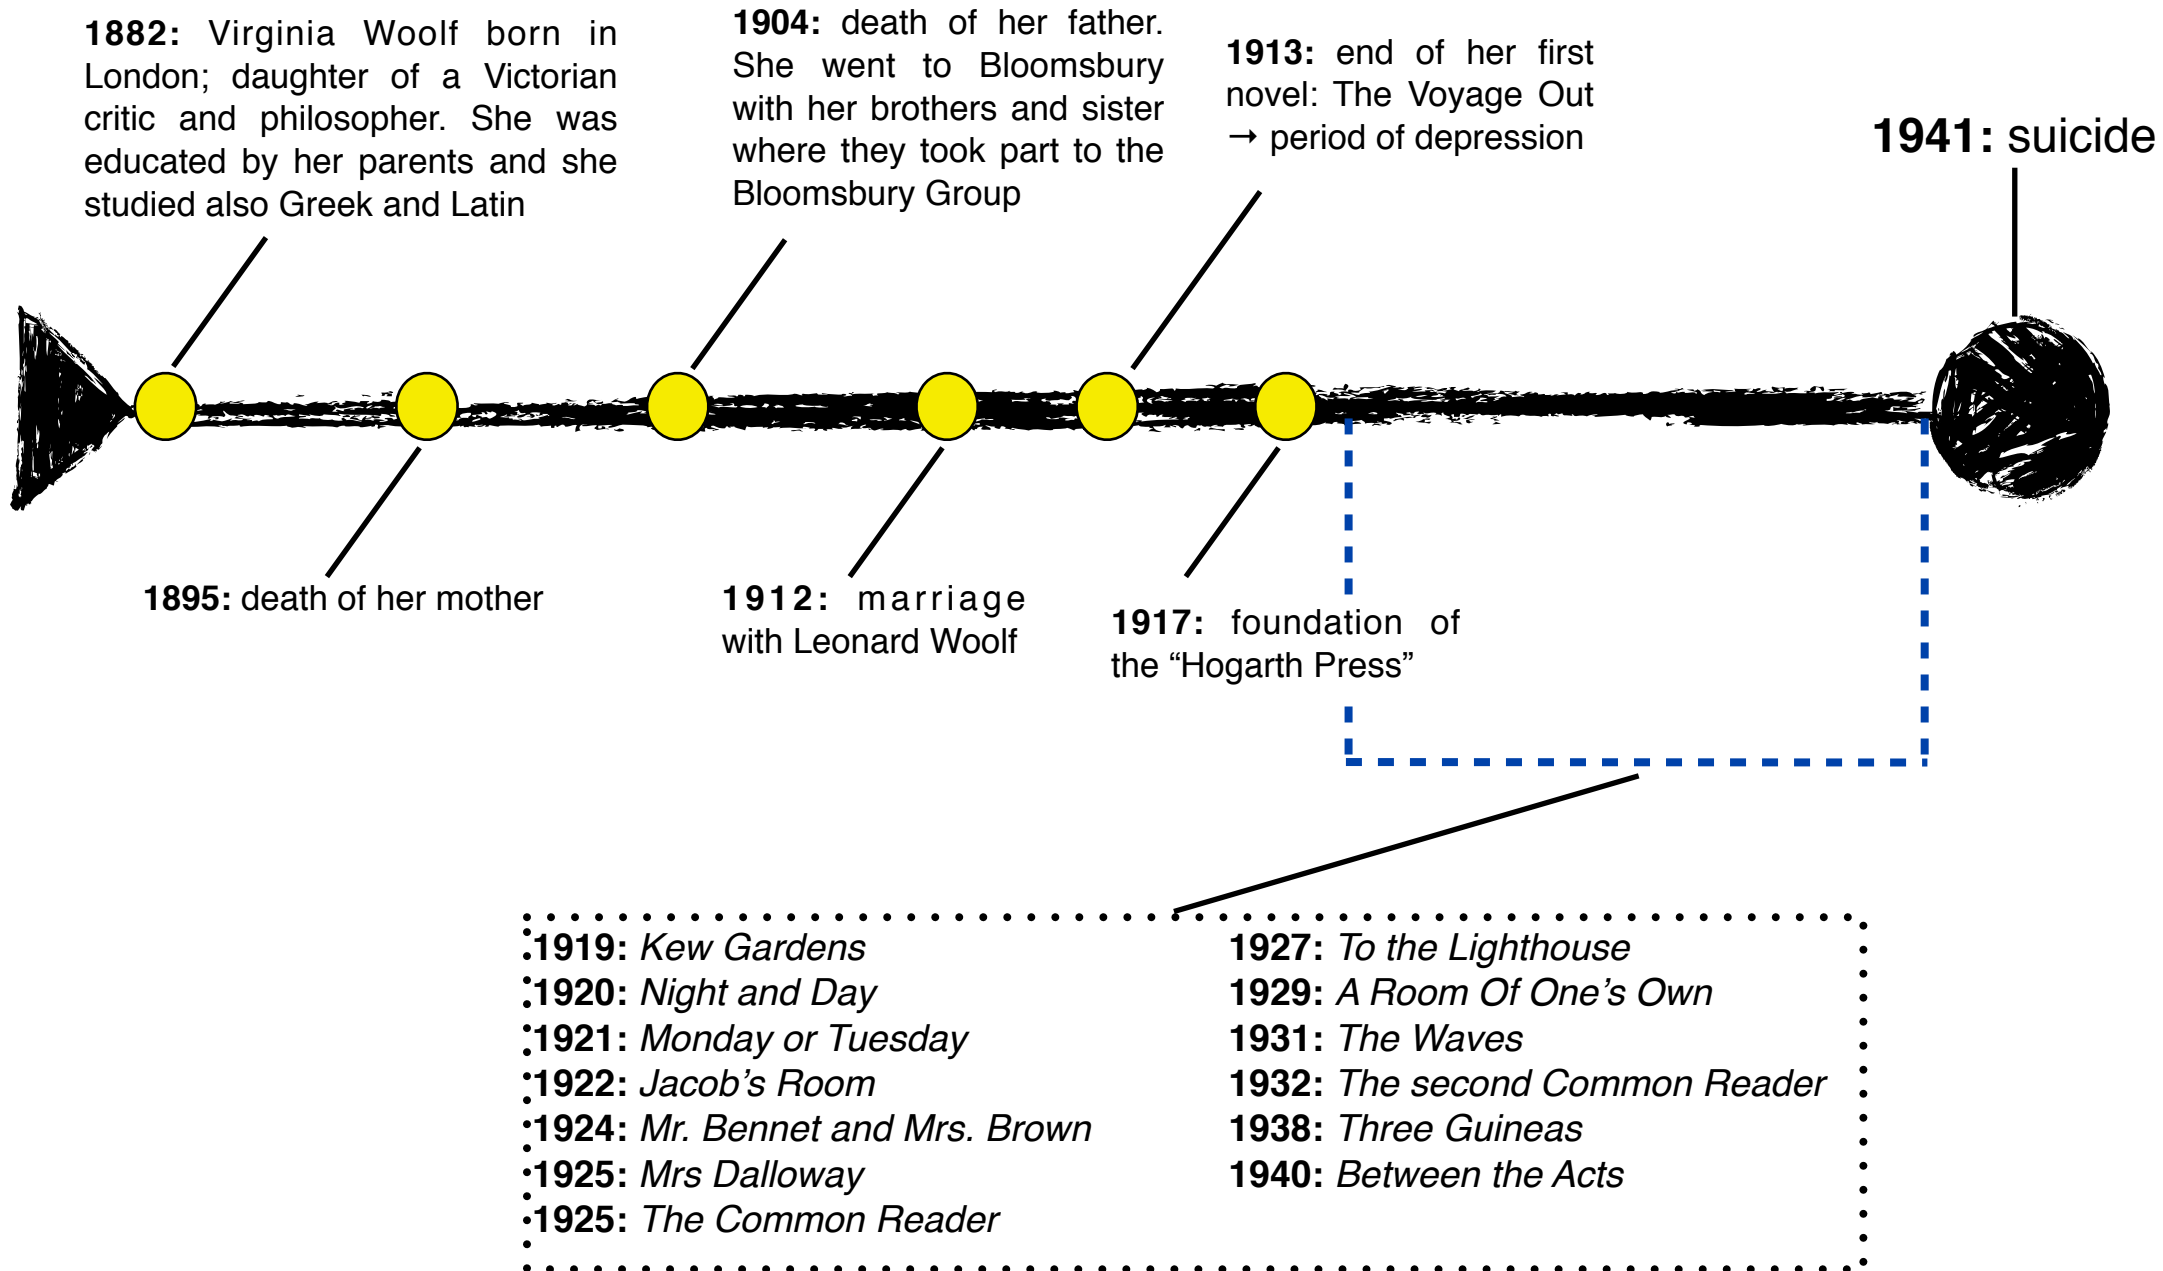 1882: Virginia Woolf born in
London; daughter of a Victorian
critic and philosopher. She was
educated by her parents and she
studied also Greek and Latin
1904: death of her father.
She went to Bloomsbury
with her brothers and sister
where they took part to the
Bloomsbury Group
1913: end of her first
novel: The Voyage Out
→ period of depression
1941: suicide
1895: death of her mother
1912: marriage
with Leonard Woolf
1917: foundation of
the “Hogarth Press”
1919: Kew Gardens
1920: Night and Day
1921: Monday or Tuesday
1922: Jacob’s Room
1924: Mr. Bennet and Mrs. Brown
1925: Mrs Dalloway
1925: The Common Reader
1927: To the Lighthouse
1929: A Room Of One’s Own
1931: The Waves
1932: The second Common Reader
1938: Three Guineas
1940: Between the Acts